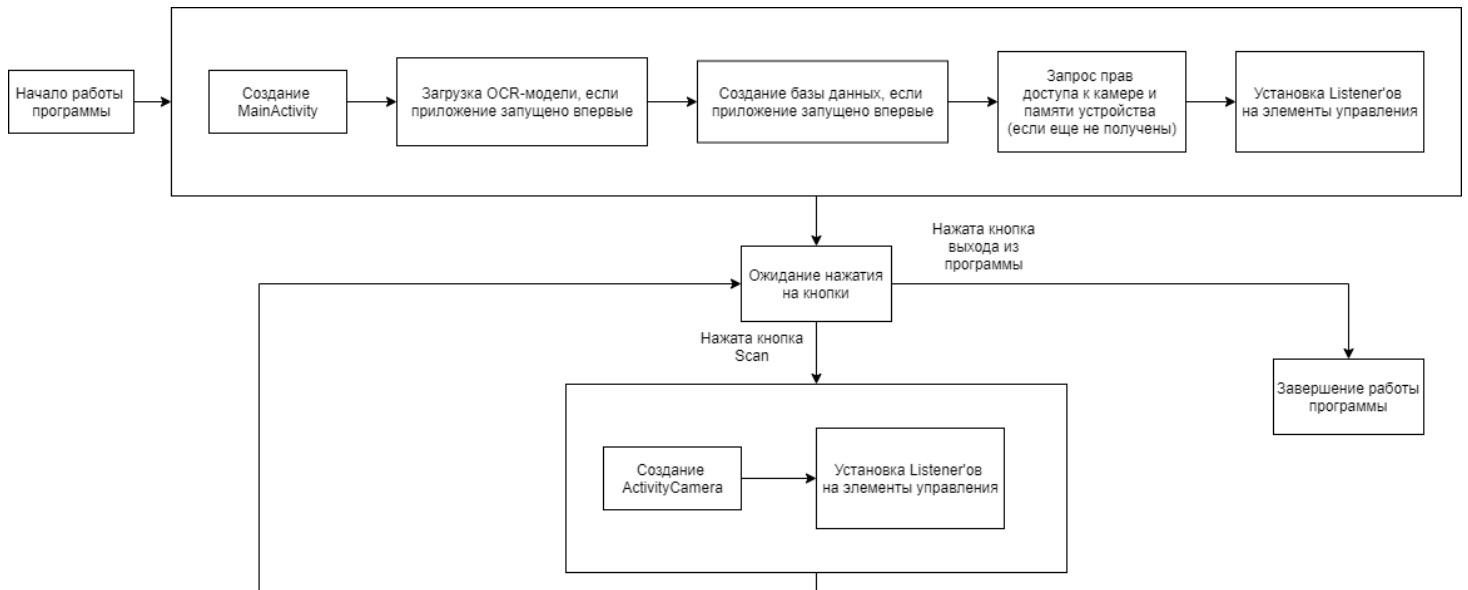 Начало работы
программы
Создание
MainActivity
Загрузка OCR-модели, если
приложение запущено впервые
Создание базы данных, если
приложение запущено впервые
Запрос прав
доступа к камере и
памяти устройства
(если еще не получены)
Установка Listener'ов
на элементы управления
Нажата кнопка
выхода из
программы
Ожидание нажатия
на кнопки
Нажата кнопка
Scan
Завершение работы
программы
Создание
ActivityCamera
Установка Listener'ов
на элементы управления